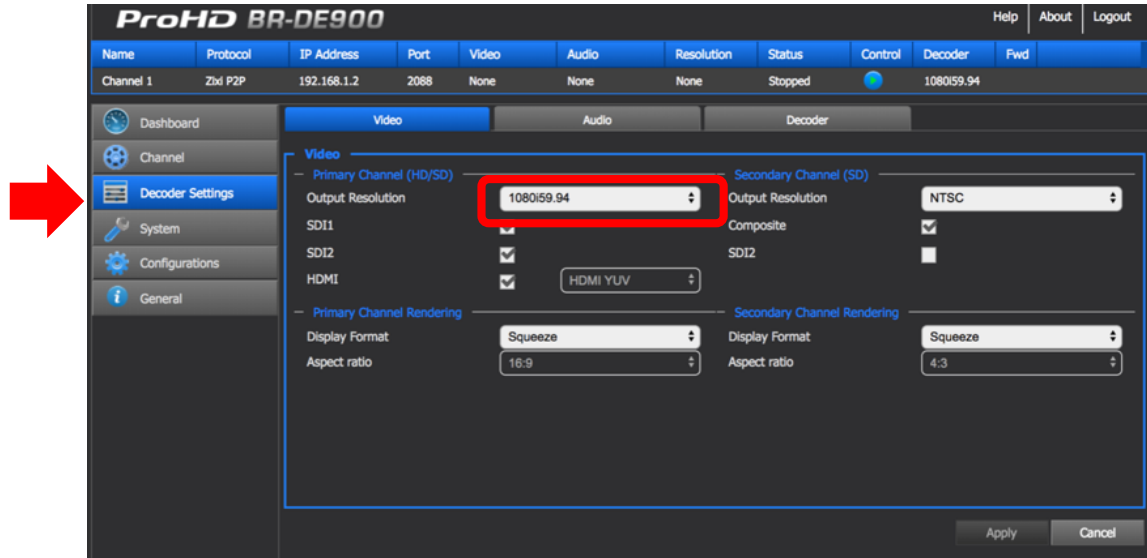 ProHD BR-DE900
Help About Logout
Name Protocol IP Address Port Video Audio Resolution Status Control Decoder Fwd
Channel 1 Zixi P2P 192.168.1.2 2088 None None None Stopped 1080i59.94
Dashboard
Channel
Decoder Settings
System
Configurations
General
Video Audio Decoder
Video
Primary Channel (HD/SD)
Output Resolution 1080i59.94
SDI1
SDI2
HDMI HDMI YUV
Secondary Channel (SD)
Output Resolution NTSC
Composite
SDI2
Primary Channel Rendering
Display Format Squeeze
Aspect ratio 16:9
Secondary Channel Rendering
Display Format Squeeze
Aspect ratio 4:3
Apply Cancel